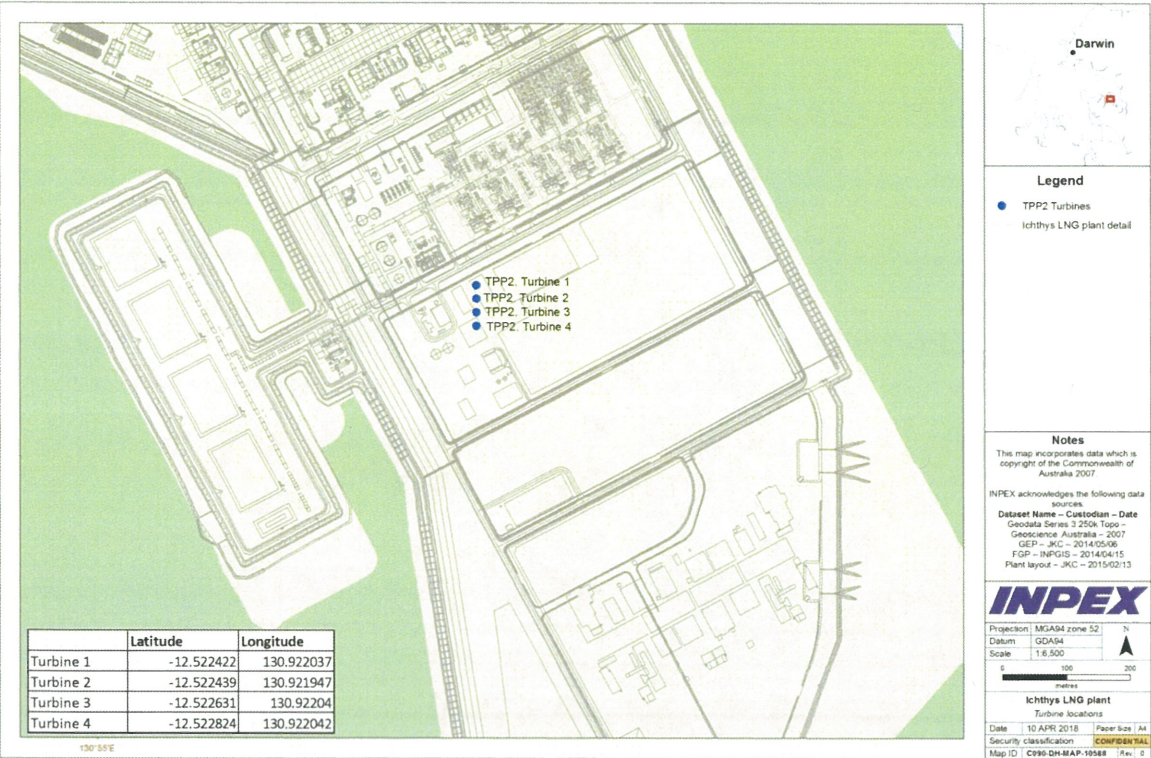 TPP2. Turbine 1
TPP2. Turbine 2
TPP2. Turbine 3
TPP2. Turbine 4
Latitude Longitude
Turbine 1 -12.522422 130.922037
Turbine 2 -12.522439 130.921947
Turbine 3 -12.522631 130.92204
Turbine 4 -12.522824 130.922042
130°55'E
Darwin
Legend
TPP2 Turbines
Ichthys LNG plant detail
Notes
This map incorporates data which is
copyright of the Commonwealth of
Australia 2007
INPEX acknowledges the following data
sources.
Dataset Name – Custodian – Date
Geodata Series 3 250k Topo –
Geoscience Australia – 2007
GEP – JKC – 2014/05/06
FGP – INPGIS – 2014/04/15
Plant layout – JKC – 2015/02/13
INPEX
Projection MGA94 zone 52
Datum GDA94
Scale 1:6,500
N
0 100 200
metres
Ichthys LNG plant
Turbine locations
Date 10 APR 2018 Paper Size A4
Security classification CONFIDENTIAL
Map ID C090-DH-MAP-10568 Rev 0